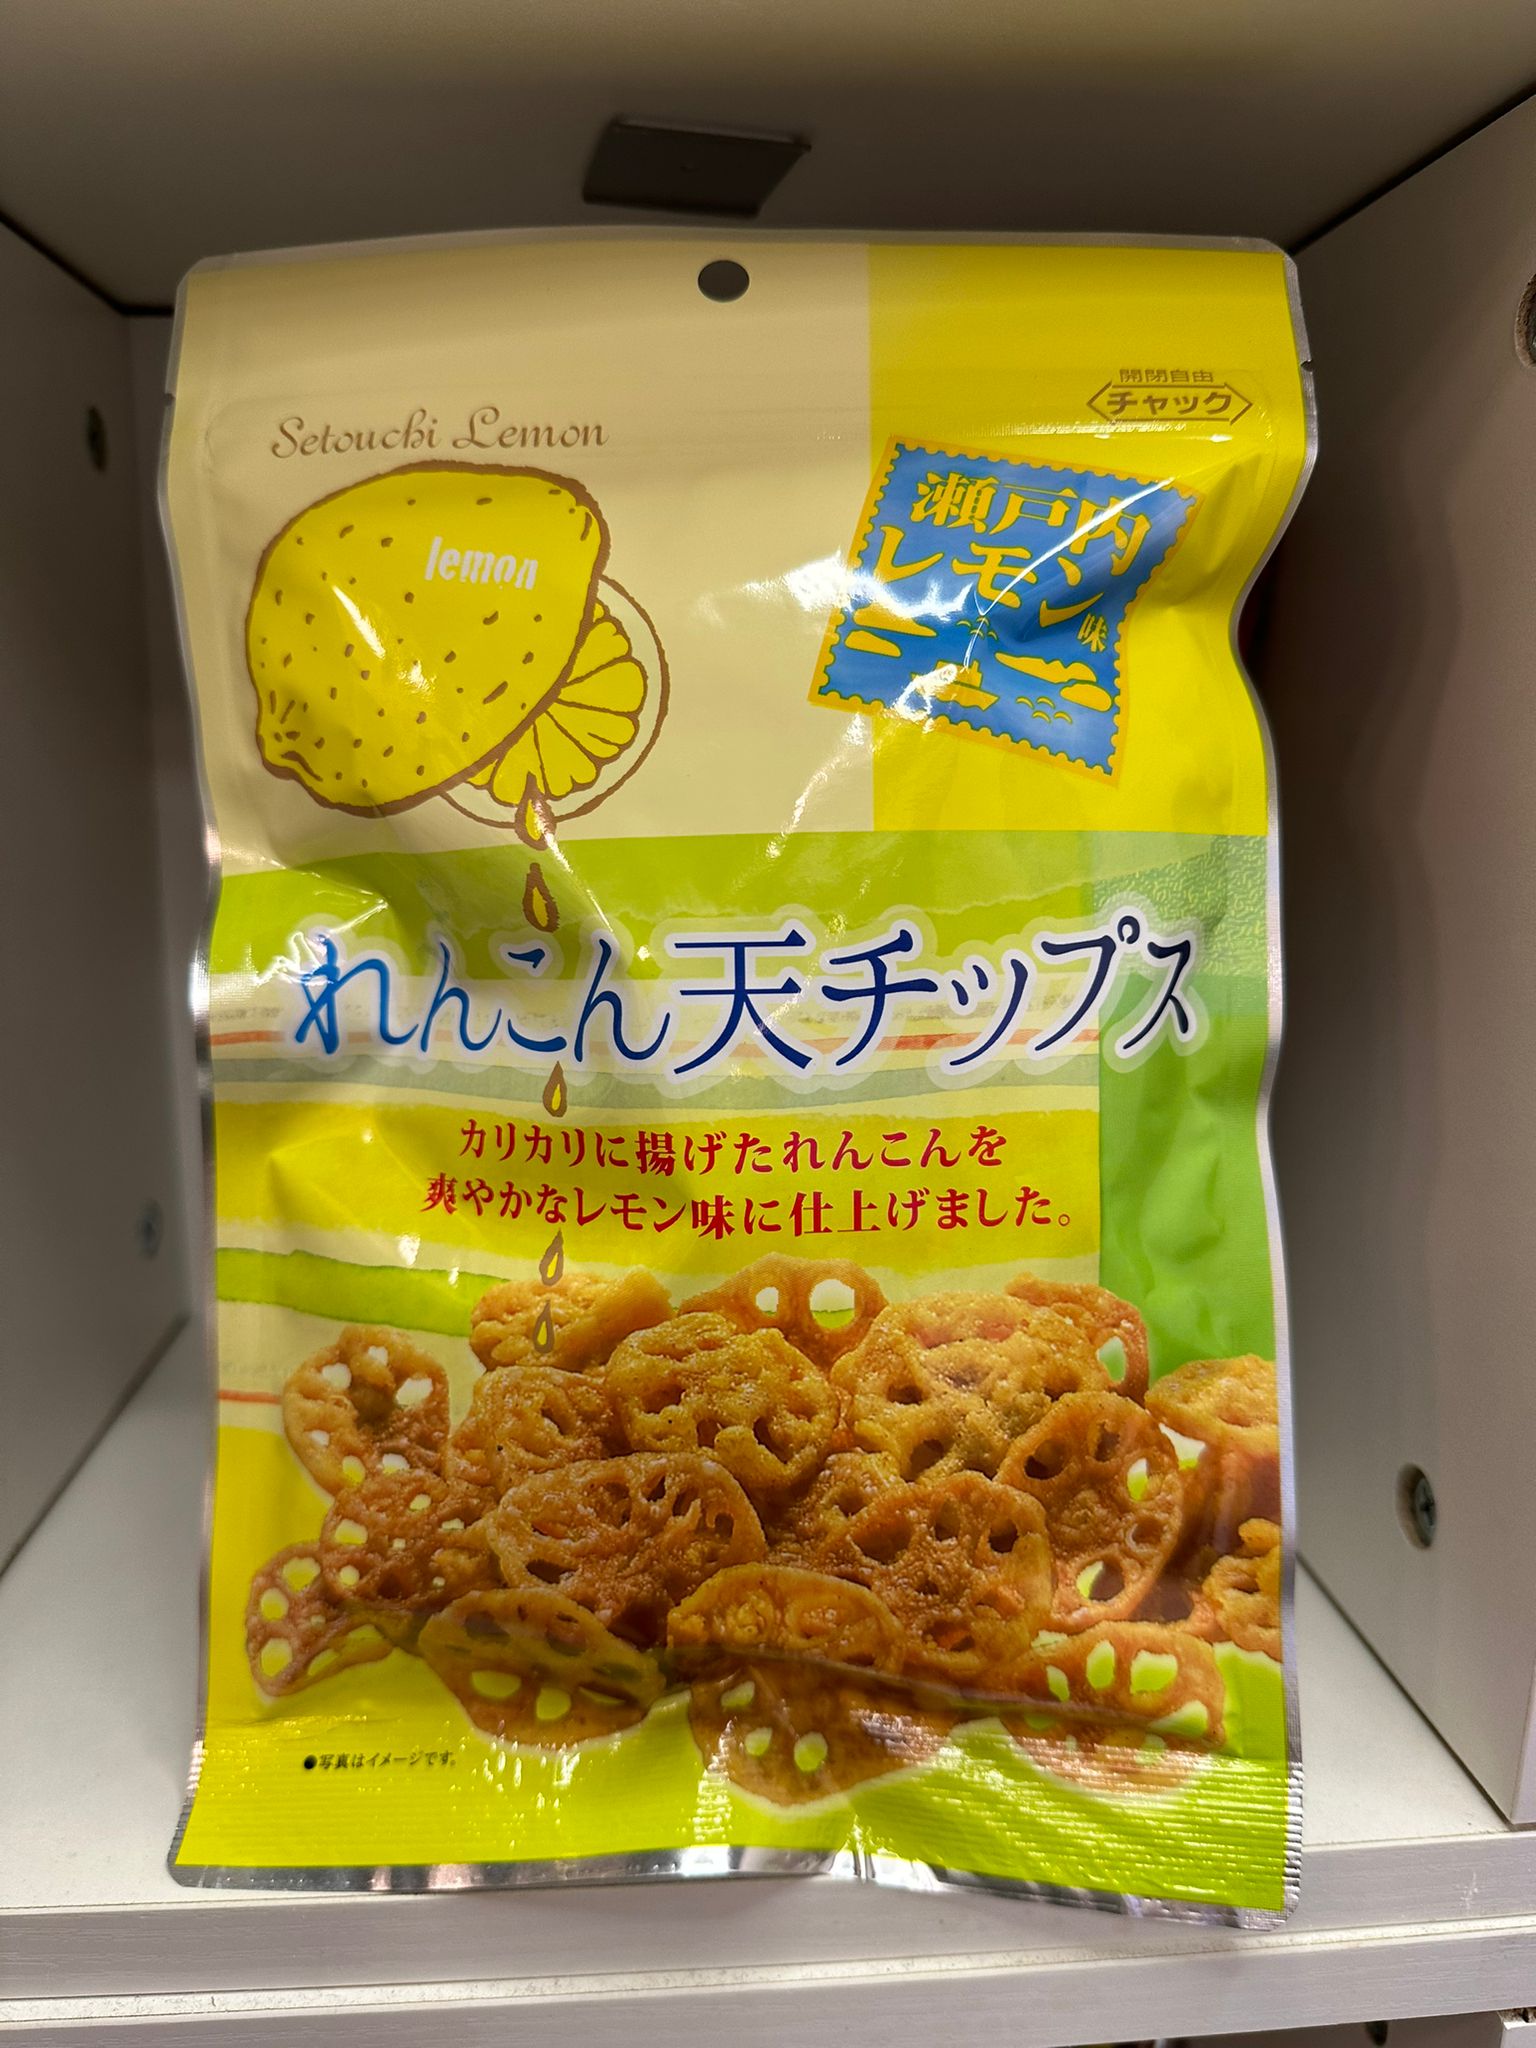 開閉自由
チャック
Setouchi Lemon
lemon
瀬戸内
レモン味
れんこん天チップス
カリカリに揚げたれんこんを
爽やかなレモン味に仕上げました。
●写真はイメージです。